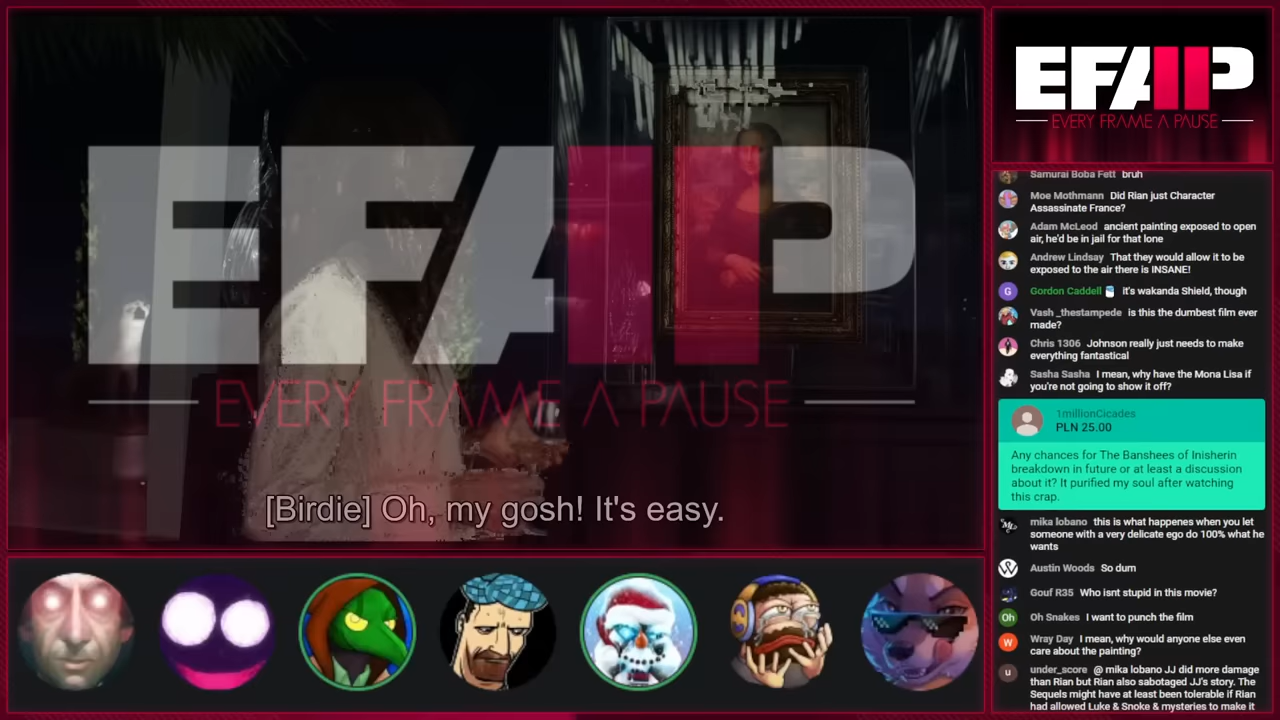 EFAP
EVERY FRAME A PAUSE
[Birdie] Oh, my gosh! It's easy.
EFAP
EVERY FRAME A PAUSE
Samurai Boba Fett bruh
Moe Mothmann Did Rian just Character
Assassinate France?
Adam McLeod ancient painting exposed to open
air, he'd be in jail for that lone
Andrew Lindsay That they would allow it to be
exposed to the air there is INSANE!
G
Gordon Caddell it's wakanda Shield, though
Vash _thestampede is this the dumbest film ever
made?
Chris 1306 Johnson really just needs to make
everything fantastical
Sasha Sasha I mean, why have the Mona Lisa if
you're not going to show it off?
1millionCicades
PLN 25.00
Any chances for The Banshees of Inisherin
breakdown in future or at least a discussion
about it? It purified my soul after watching
this crap.
mika lobano this is what happenes when you let
someone with a very delicate ego do 100% what he
wants
Austin Woods So dum
Gouf R35 Who isnt stupid in this movie?
Oh
Oh Snakes I want to punch the film
W
Wray Day I mean, why would anyone else even
care about the painting?
u
under_score @ mika lobano JJ did more damage
than Rian but Rian also sabotaged JJ's story. The
Sequels might have at least been tolerable if Rian
had allowed Luke & Snoke & mysteries to make it